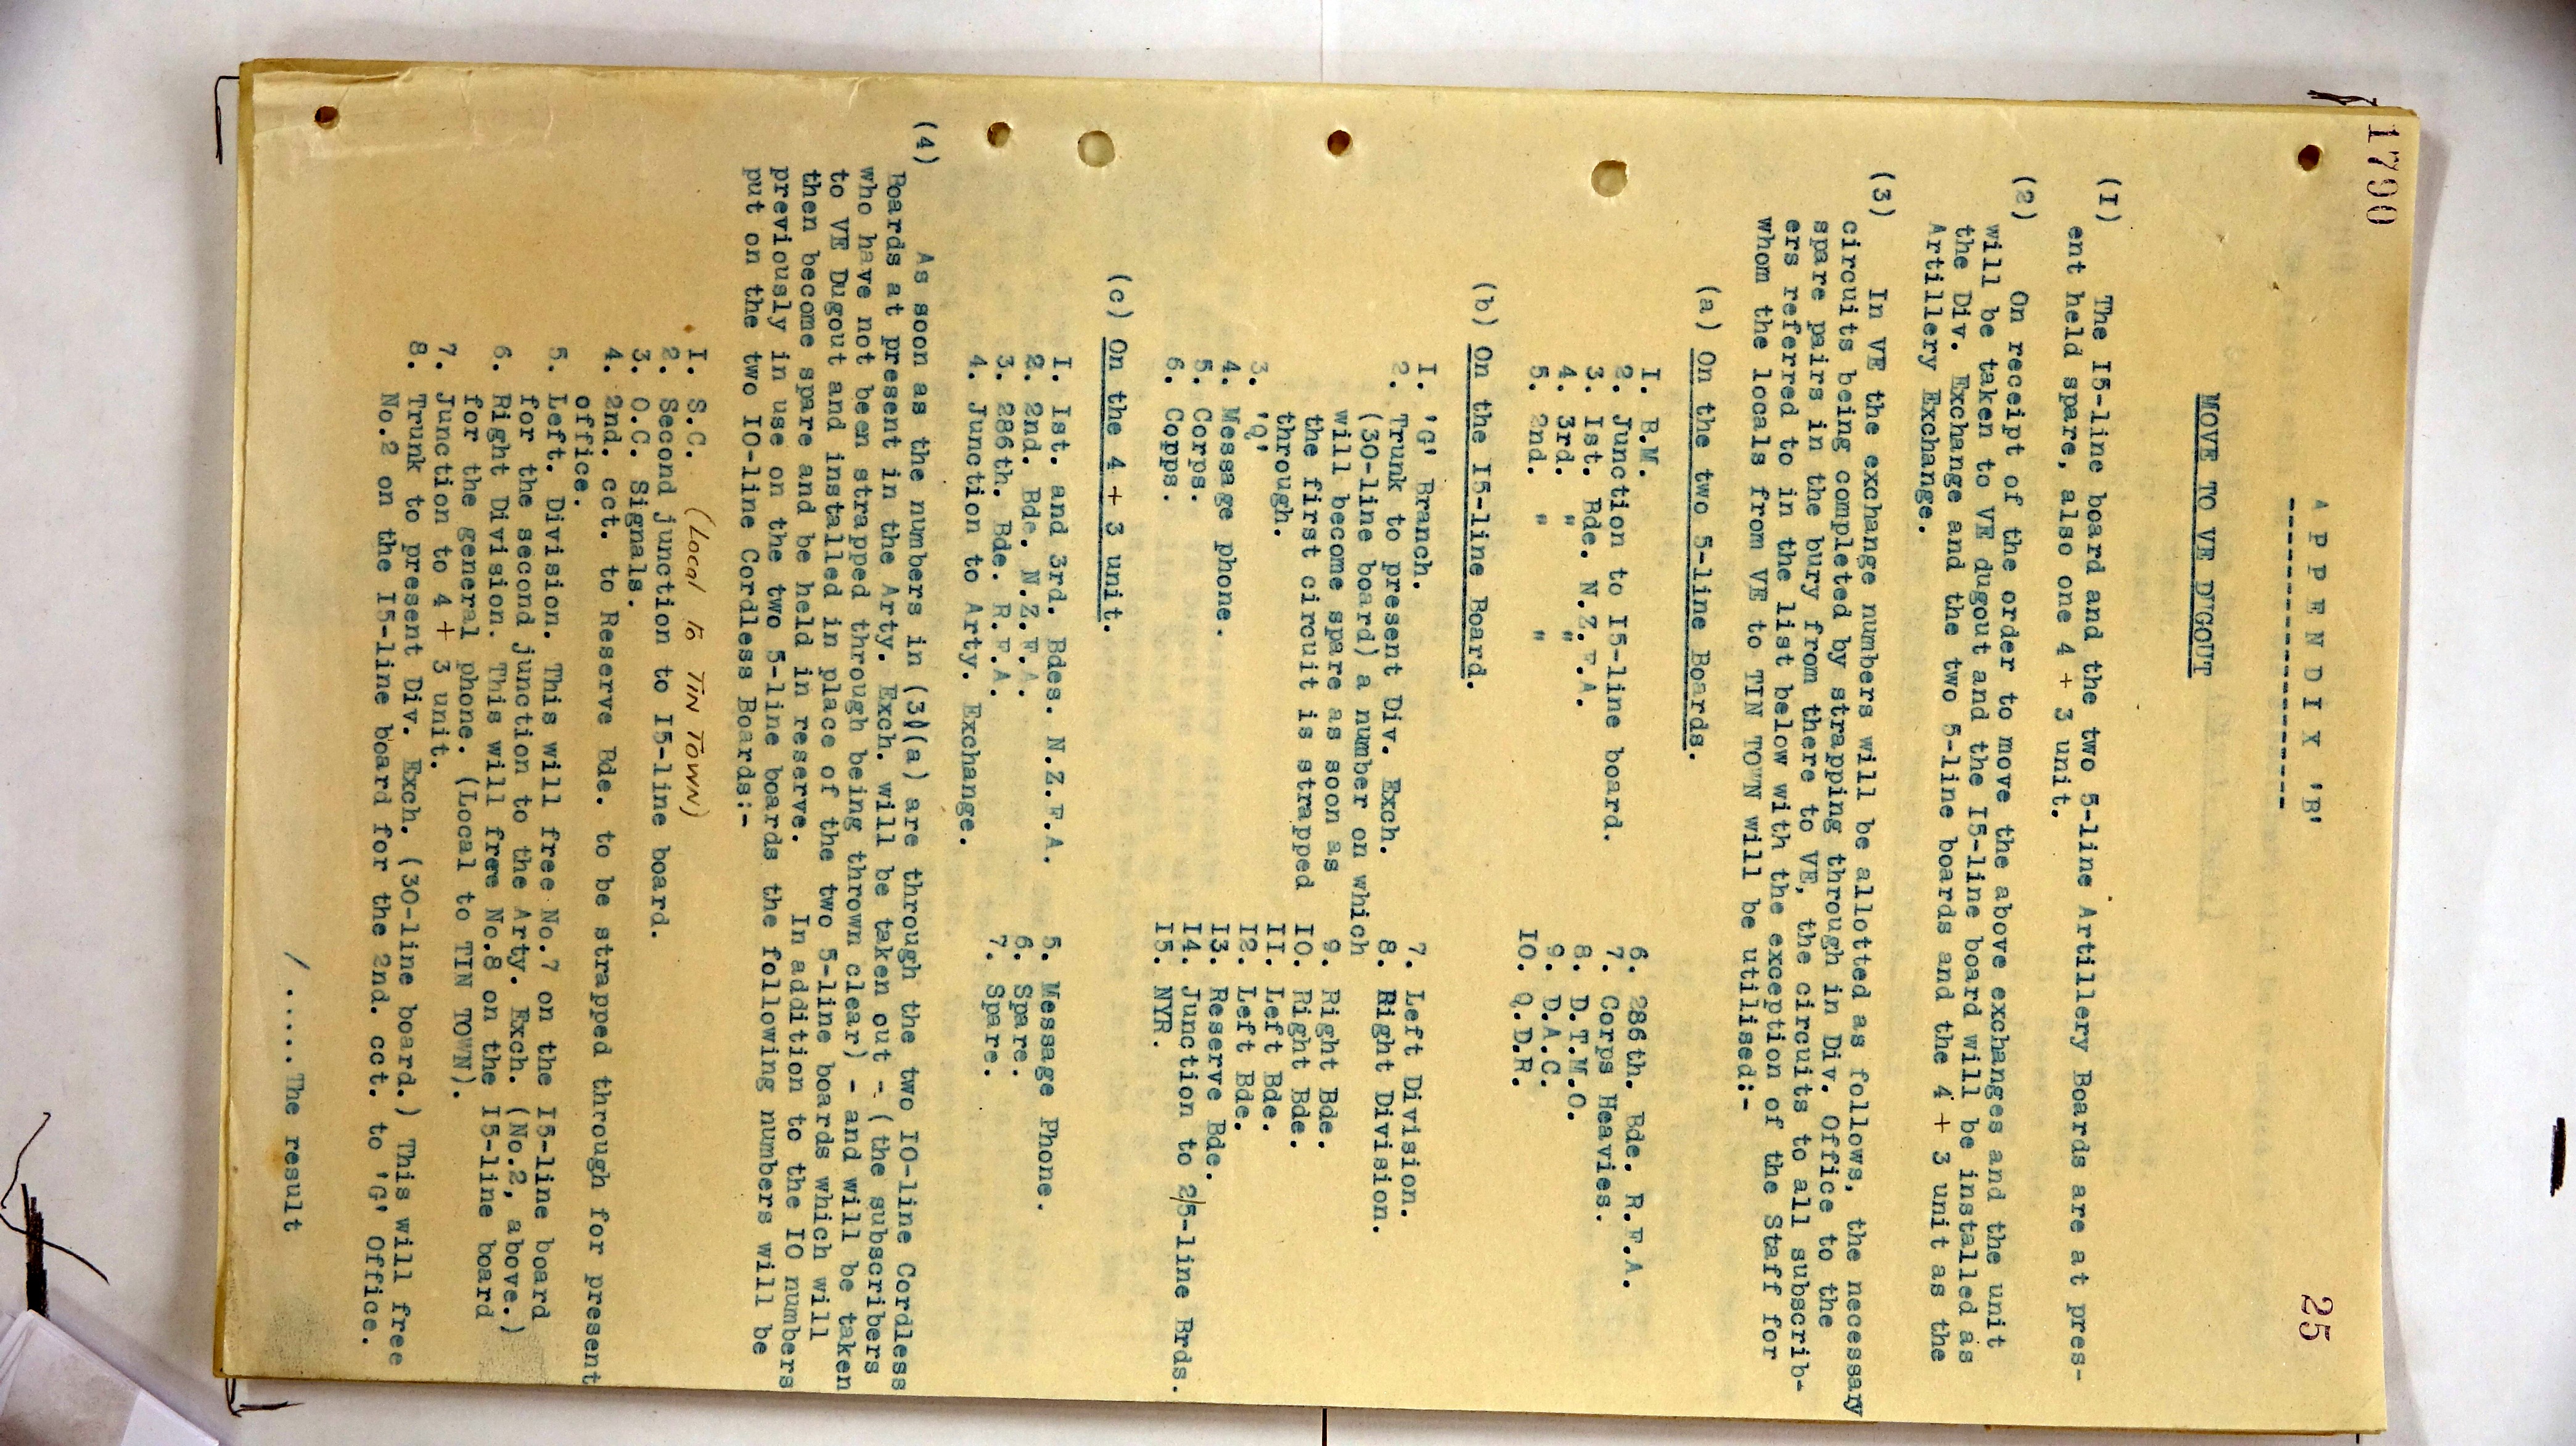 1790
25
A P P E N D I X 'B'
--------------------
MOVE TO VE DUGOUT
(I) The I5-line board and the two 5-line Artillery Boards are at pres-
ent held spare, also one 4 + 3 unit.
(2) On receipt of the order to move the above exchanges and the unit
will be taken to VE dugout and the I5-line board will be installed as
the Div. Exchange and the two 5-line boards and the 4 + 3 unit as the
Artillery Exchange.
(3) In VE the exchange numbers will be allotted as follows, the necessary
circuits being completed by strapping through in Div. Office to the
spare pairs in the bury from there to VE, the circuits to all subscrib-
ers referred to in the list below with the exception of the Staff for
whom the locals from VE to TIN TOWN will be utilised:-
(a) On the two 5-line Boards.
I. B.M.
2. Junction to I5-line board.
3. Ist. Bde. N.Z.F.A.
4. 3rd. " "
5. 2nd. " "
6. 286th. Bde. R.F.A.
7. Corps Heavies.
8. D.T.M.O.
9. D.A.C.
IO. Q.D.R.
(b) On the I5-line Board.
I. 'G' Branch.
2. Trunk to present Div. Exch.
(30-line board) a number on which
will become spare as soon as
the first circuit is strapped
through.
3. 'Q'
4. Message phone.
5. Corps.
6. Copps.
7. Left Division.
8. Right Division.
9. Right Bde.
IO. Right Bde.
II. Left Bde.
I2. Left Bde.
I3. Reserve Bde.
I4. Junction to 2/5-line Brds.
I5. NYR.
(c) On the 4 + 3 unit.
I. Ist. and 3rd. Bdes. N.Z.F.A.
2. 2nd. Bde. N.Z.F.A.
3. 286th. Bde. R.F.A.
4. Junction to Arty. Exchange.
5. Message Phone.
6. Spare.
7. Spare.
(4) As soon as the numbers in (3)(a) are through the two IO-line Cordless
Boards at present in the Arty. Exch. will be taken out - ( the subscribers
who have not been strapped through being thrown clear) - and will be taken
to VE Dugout and installed in place of the two 5-line boards which will
then become spare and be held in reserve. In addition to the IO numbers
previously in use on the two 5-line boards the following numbers will be
put on the two IO-line Cordless Boards:-
I. S.C. (Local to TIN TOWN)
2. Second junction to I5-line board.
3. O.C. Signals.
4. 2nd. cct. to Reserve Bde. to be strapped through for present
office.
5. Left. Division. This will free No.7 on the I5-line board
for the second junction to the Arty. Exch. (No.2, above.)
6. Right Division. This will free No.8 on the I5-line board
for the general phone. (Local to TIN TOWN).
7. Junction to 4 + 3 unit.
8. Trunk to present Div. Exch. (30-line board.) This will free
No.2 on the I5-line board for the 2nd. cct. to 'G' Office.
/ .....The result